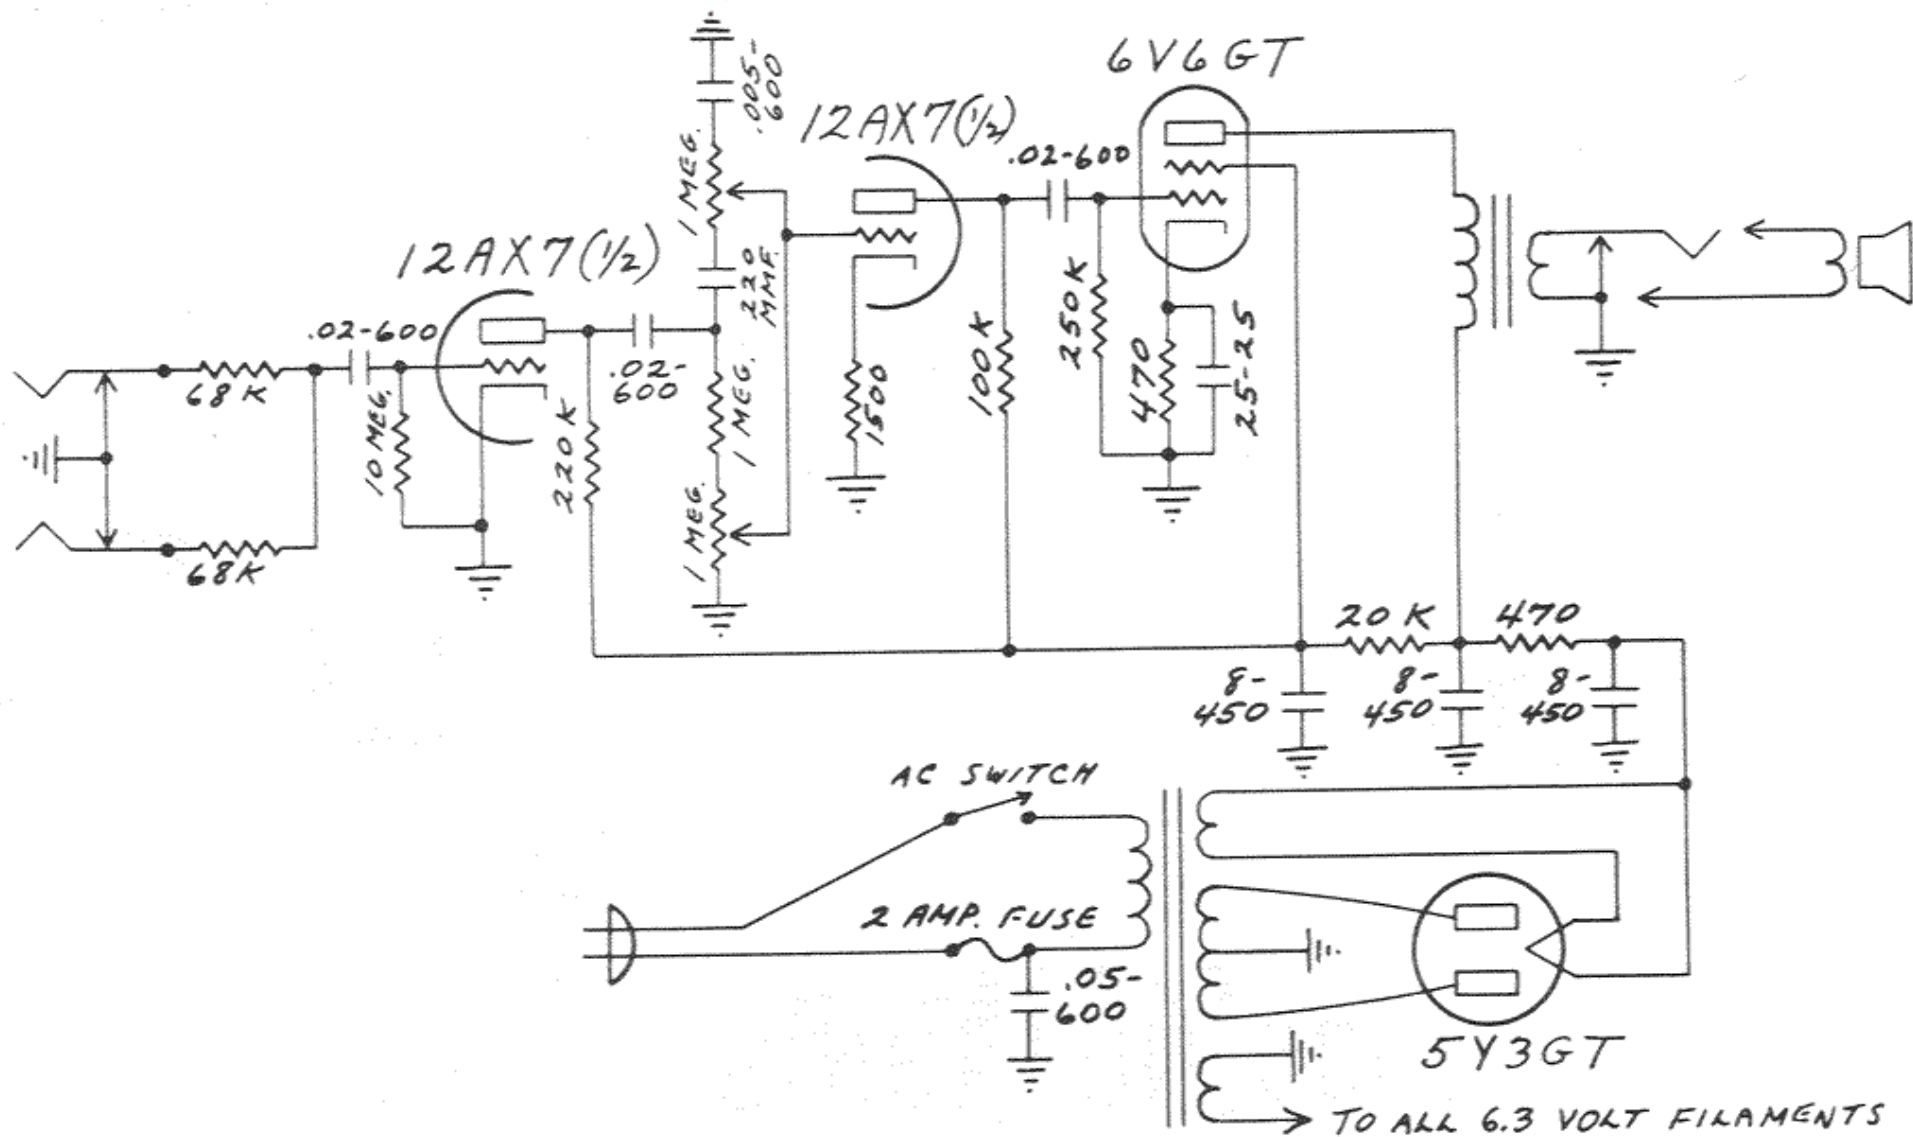 6V6GT
.005-
600
12AX7(½)
1 MEG.
.02-600
12AX7(½)
220
MMF.
.02-600
.02-
600
68K
10 MEG.
220K
1 MEG.
1500
100K
250K
470
25-25
1 MEG.
68K
20 K
470
8-
450
8-
450
8-
450
AC SWITCH
2 AMP. FUSE
.05-
600
5Y3GT
TO ALL 6.3 VOLT FILAMENTS